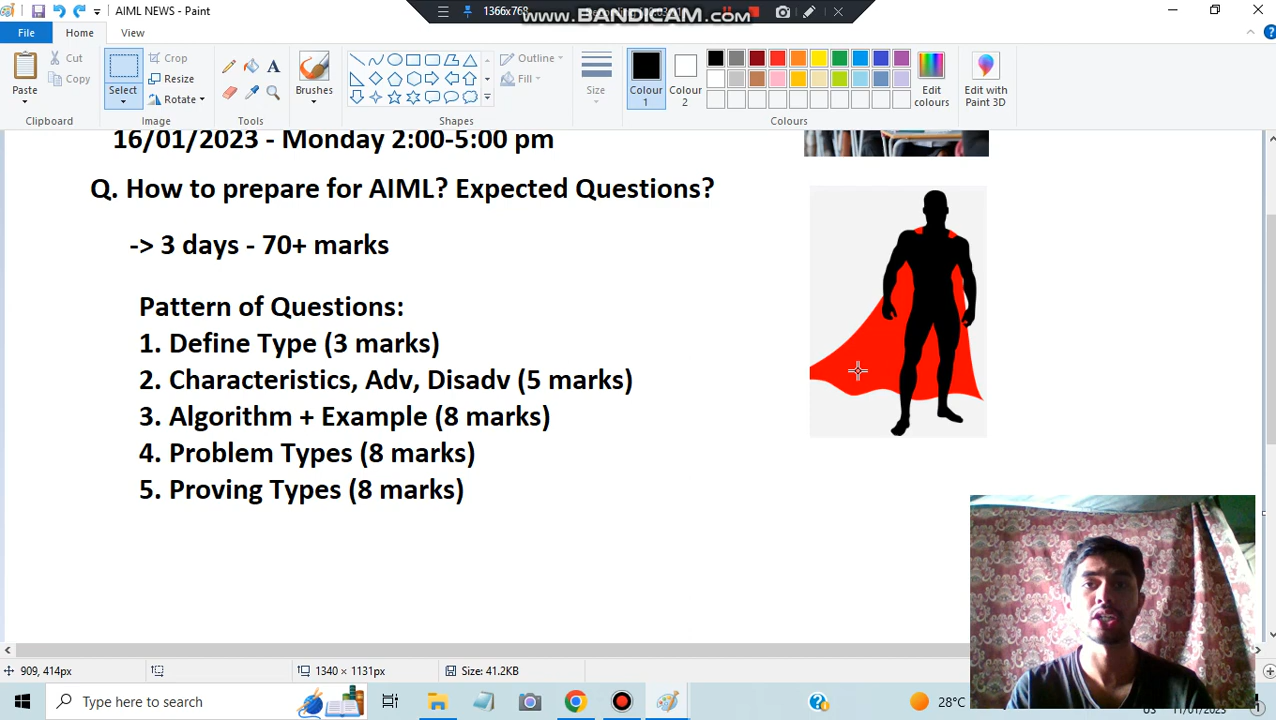 AIML NEWS - Paint
1366x768
www.BANDICAM.com
File
Home
View
Paste
Cut
Copy
Clipboard
Select
Crop
Resize
Rotate
Image
Tools
Brushes
Outline
Fill
Shapes
Size
Colour
1
Colour
2
Edit
colours
Edit with
Paint 3D
Colours
16/01/2023 - Monday 2:00-5:00 pm
Q. How to prepare for AIML? Expected Questions?
-> 3 days - 70+ marks
Pattern of Questions:
1. Define Type (3 marks)
2. Characteristics, Adv, Disadv (5 marks)
3. Algorithm + Example (8 marks)
4. Problem Types (8 marks)
5. Proving Types (8 marks)
909, 414px
1340 × 1131px
Size: 41.2KB
Type here to search
28°C
US
11/01/2023